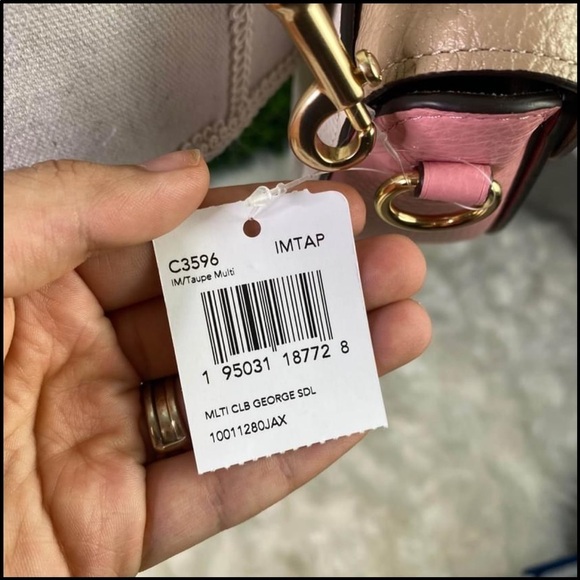 C3596 IMTAP
IM/Taupe Multi
1 95031 18772 8
MLTI CLB GEORGE SDL
10011280JAX